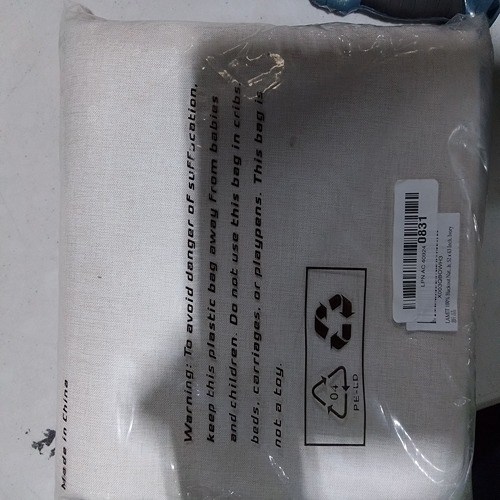 Warning: To avoid danger of suffocation,
keep this plastic bag away from babies
and children. Do not use this bag in cribs,
beds, carriages, or playpens. This bag is
not a toy.
Made in China
04
PE-LD
0831